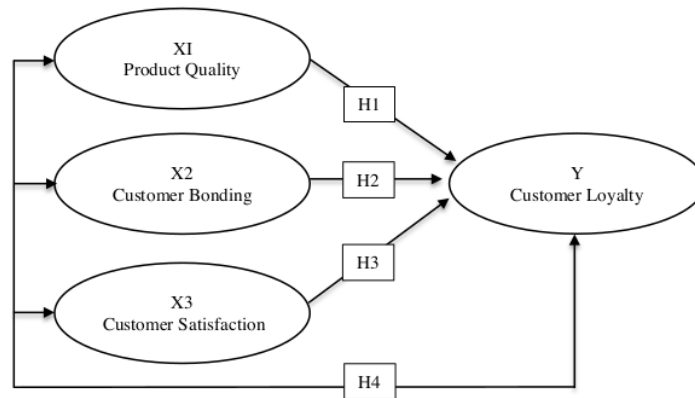 XI
Product Quality
H1
X2
Customer Bonding
H2
Y
Customer Loyalty
H3
X3
Customer Satisfaction
H4